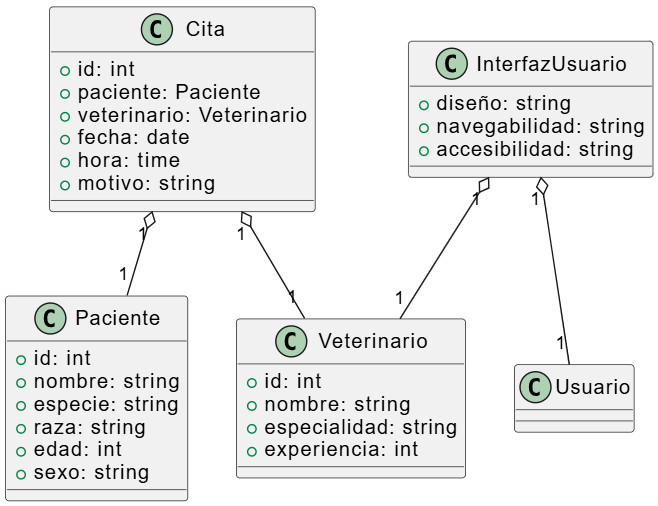 C Cita
id: int
paciente: Paciente
veterinario: Veterinario
fecha: date
hora: time
motivo: string
C InterfazUsuario
diseño: string
navegabilidad: string
accesibilidad: string
1
1
1
1
1
1
1
1
C Paciente
id: int
nombre: string
especie: string
raza: string
edad: int
sexo: string
C Veterinario
id: int
nombre: string
especialidad: string
experiencia: int
C Usuario